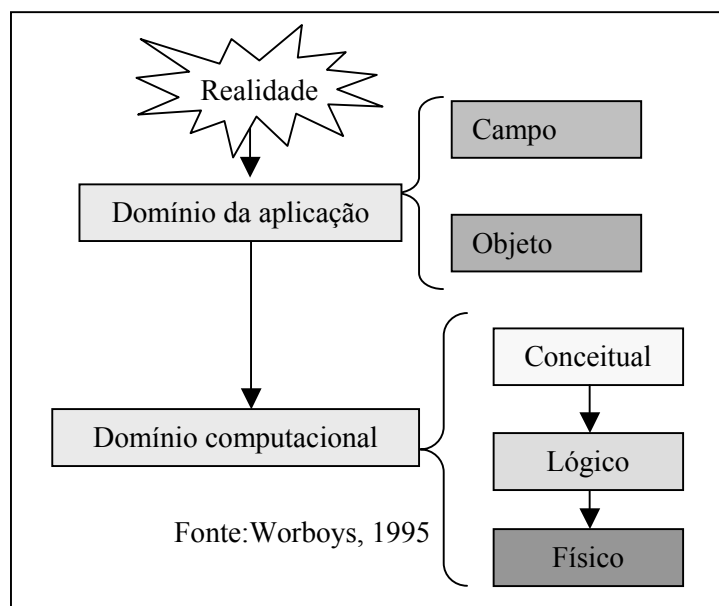 Realidade
Campo
Domínio da aplicação
Objeto
Conceitual
Domínio computacional
Lógico
Fonte:Worboys, 1995
Físico